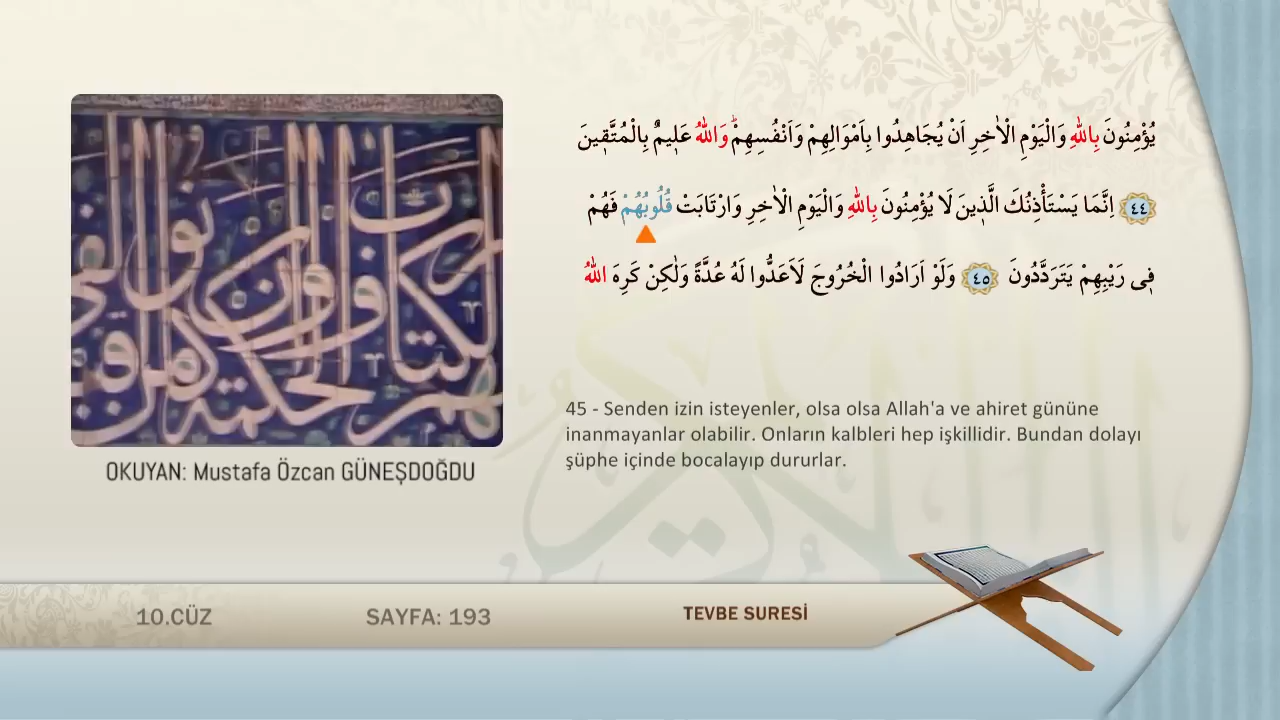 يُؤْمِنُونَ بِاللّٰهِ وَالْيَوْمِ الْاٰخِرِ اَنْ يُجَاهِدُوا بِاَمْوَالِهِمْ وَاَنْفُسِهِمْۜ وَاللّٰهُ عَل۪يمٌ بِالْمُتَّق۪ينَ
٤٤ اِنَّمَا يَسْتَأْذِنُكَ الَّذ۪ينَ لَا يُؤْمِنُونَ بِاللّٰهِ وَالْيَوْمِ الْاٰخِرِ وَارْتَابَتْ قُلُوبُهُمْ فَهُمْ
ف۪ى رَيْبِهِمْ يَتَرَدَّدُونَ ٤٥ وَلَوْ اَرَادُوا الْخُرُوجَ لَاَعَدُّوا لَهُ عُدَّةً وَلٰكِنْ كَرِهَ اللّٰهُ
45 - Senden izin isteyenler, olsa olsa Allah'a ve ahiret gününe
inanmayanlar olabilir. Onların kalbleri hep işkillidir. Bundan dolayı
şüphe içinde bocalayıp dururlar.
OKUYAN: Mustafa Özcan GÜNEŞDOĞDU
10.CÜZ
SAYFA: 193
TEVBE SURESİ